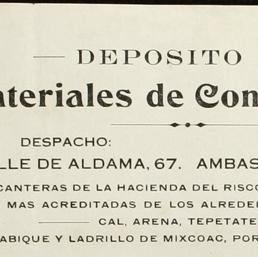 DEPOSITO
ateriales de Con
DESPACHO:
LLE DE ALDAMA, 67. AMBAS
CANTERAS DE LA HACIENDA DEL RISCO
MAS ACREDITADAS DE LOS ALREDE
CAL, ARENA, TEPETATE
ABIQUE Y LADRILLO DE MIXCOAC, POR